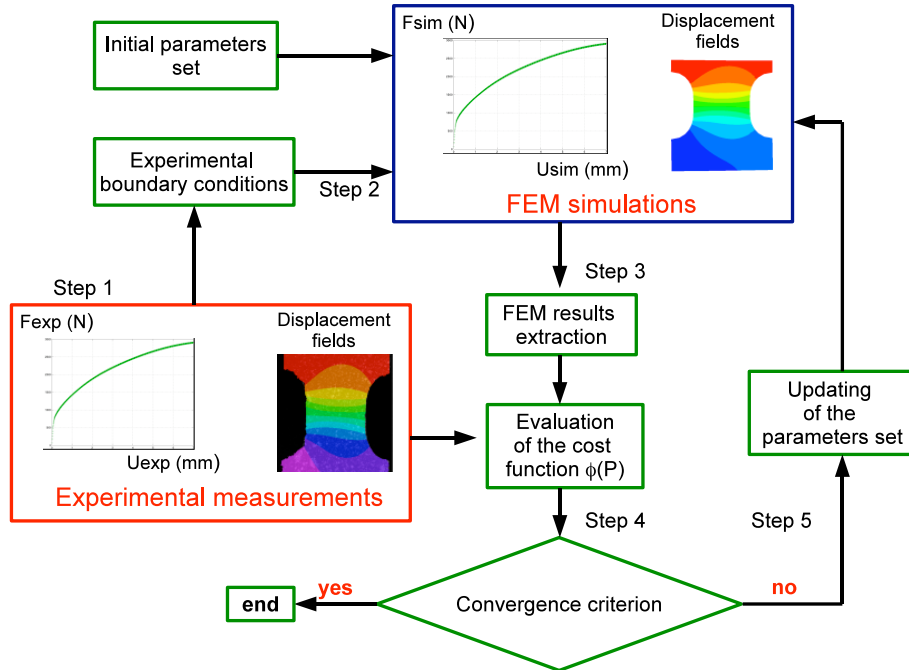 Initial parameters
set
Fsim (N)
Displacement
fields
Usim (mm)
FEM simulations
Experimental
boundary conditions
Step 2
Step 1
Step 3
Fexp (N)
Displacement
fields
Uexp (mm)
Experimental measurements
FEM results
extraction
Evaluation
of the cost
function ϕ(P)
Updating
of the
parameters set
Step 4
Step 5
Convergence criterion
yes
no
end